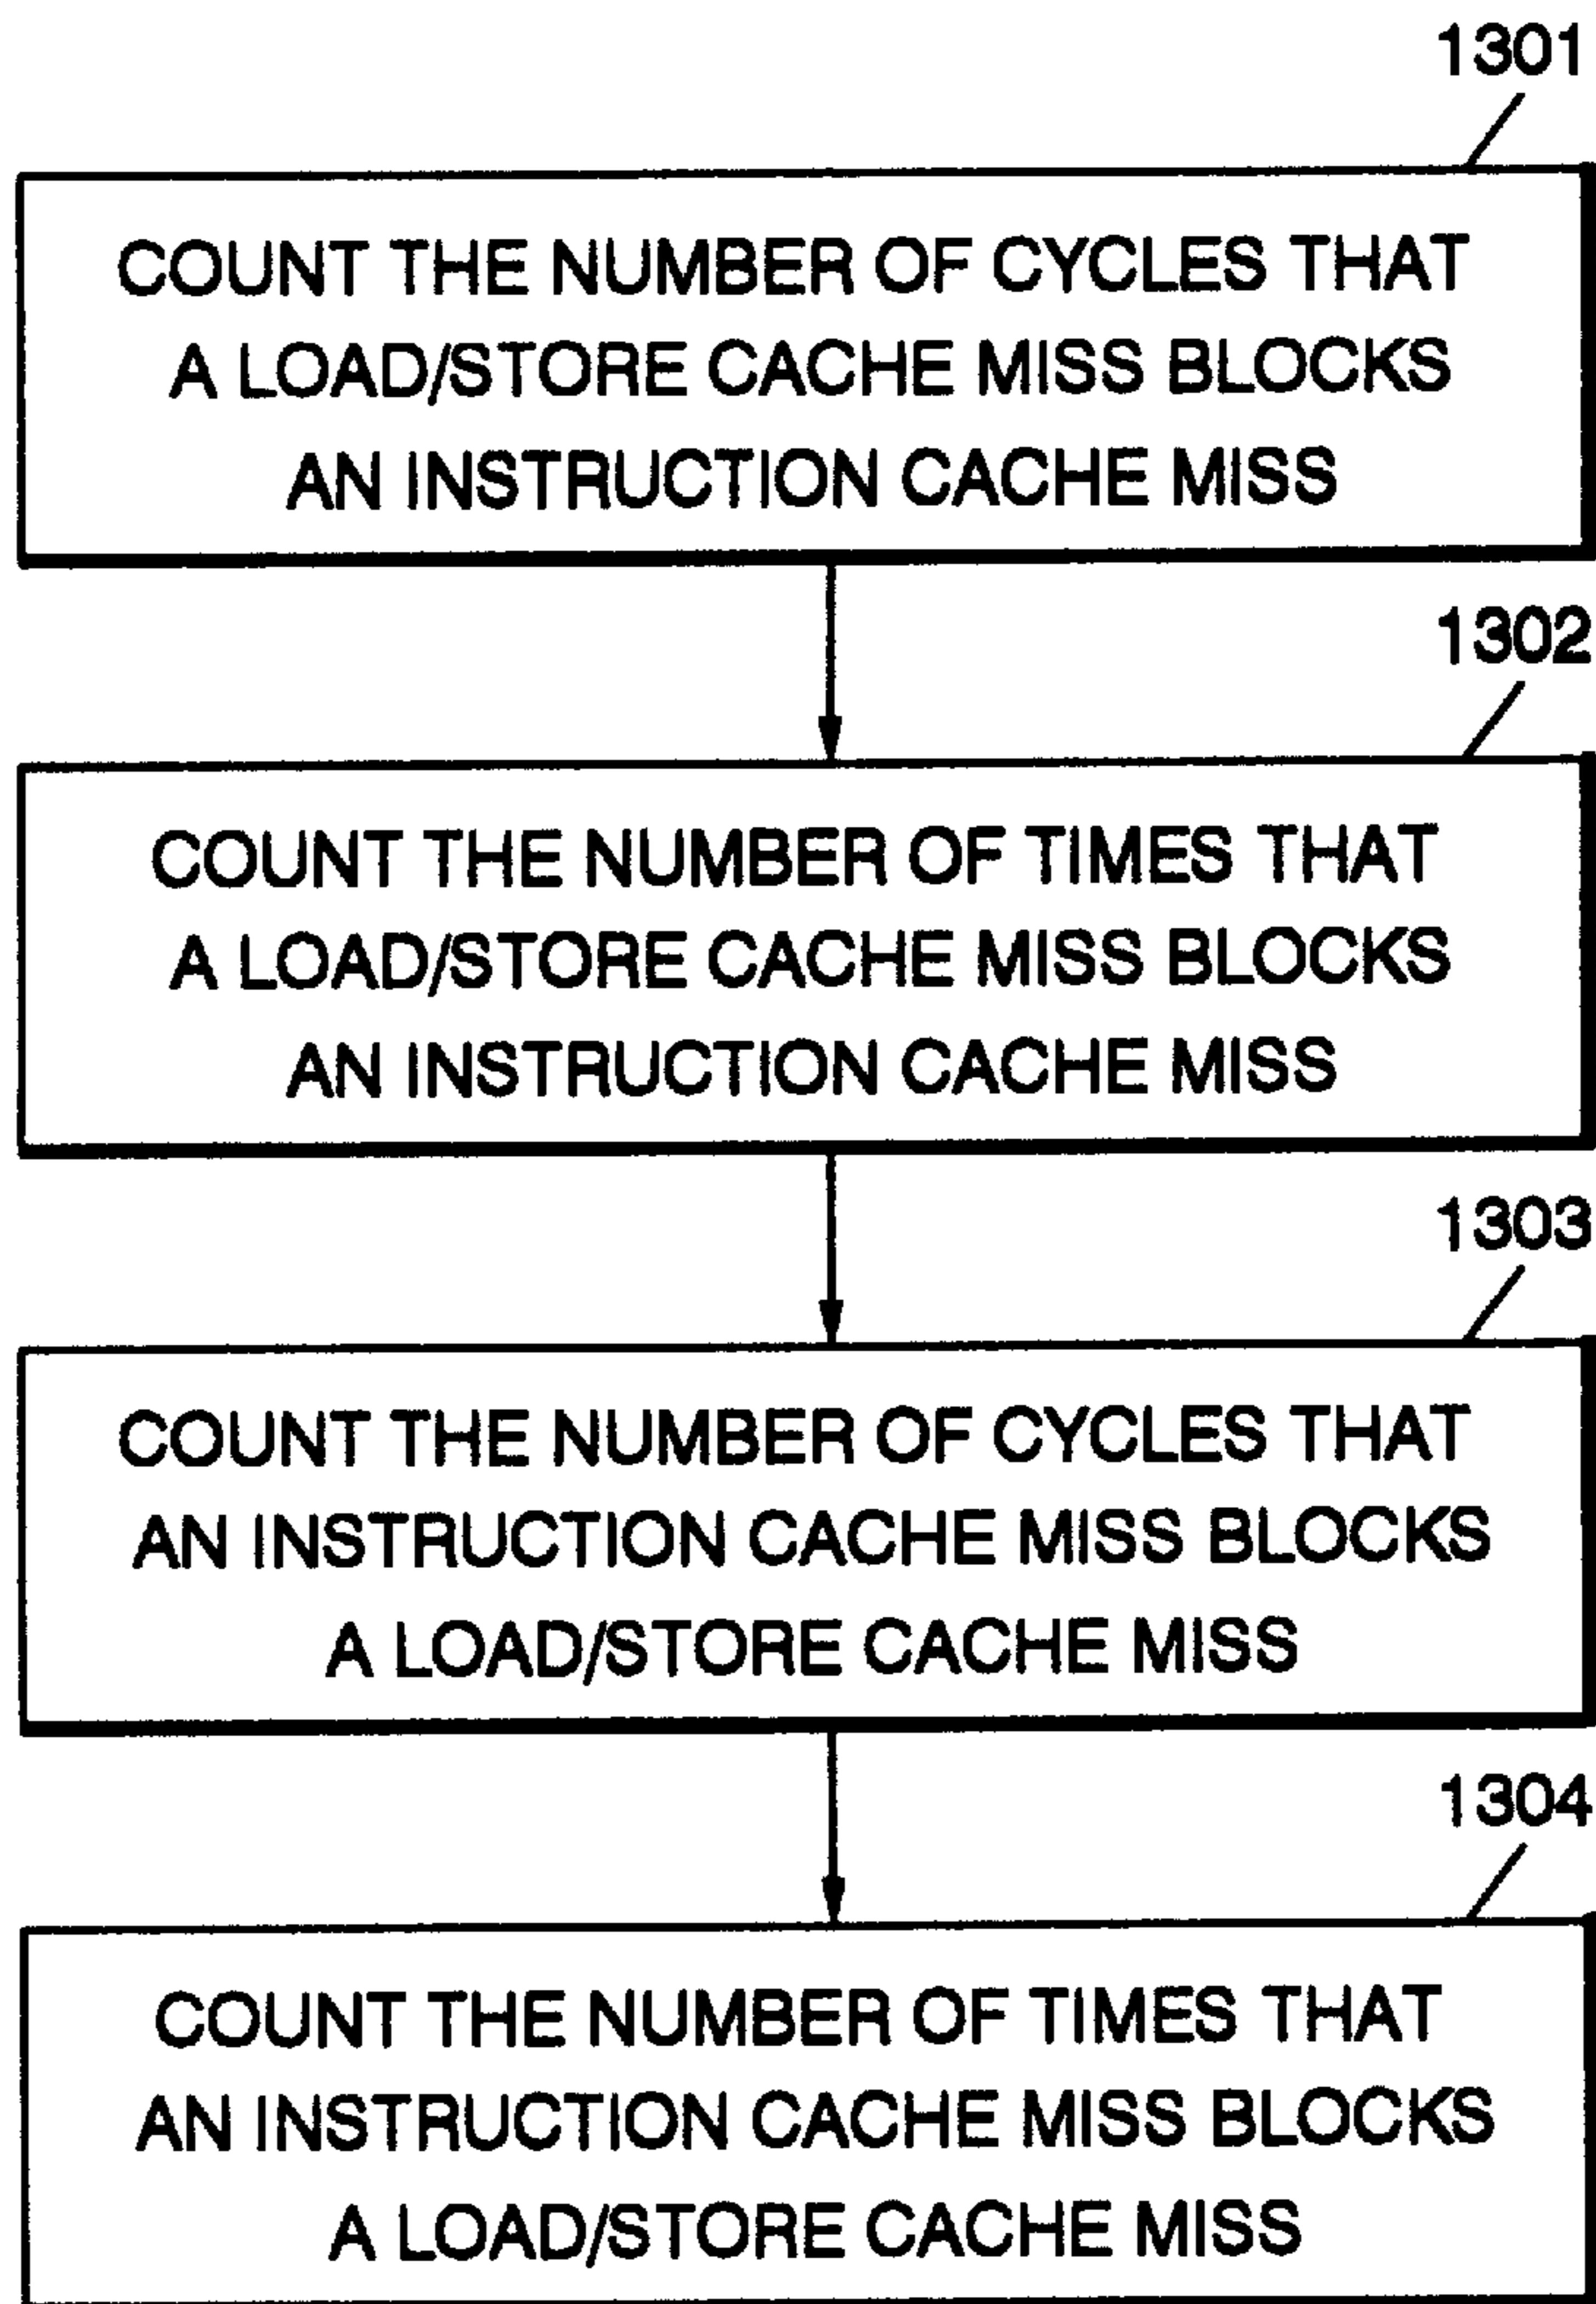 1301
COUNT THE NUMBER OF CYCLES THAT
A LOAD/STORE CACHE MISS BLOCKS
AN INSTRUCTION CACHE MISS
1302
COUNT THE NUMBER OF TIMES THAT
A LOAD/STORE CACHE MISS BLOCKS
AN INSTRUCTION CACHE MISS
1303
COUNT THE NUMBER OF CYCLES THAT
AN INSTRUCTION CACHE MISS BLOCKS
A LOAD/STORE CACHE MISS
1304
COUNT THE NUMBER OF TIMES THAT
AN INSTRUCTION CACHE MISS BLOCKS
A LOAD/STORE CACHE MISS